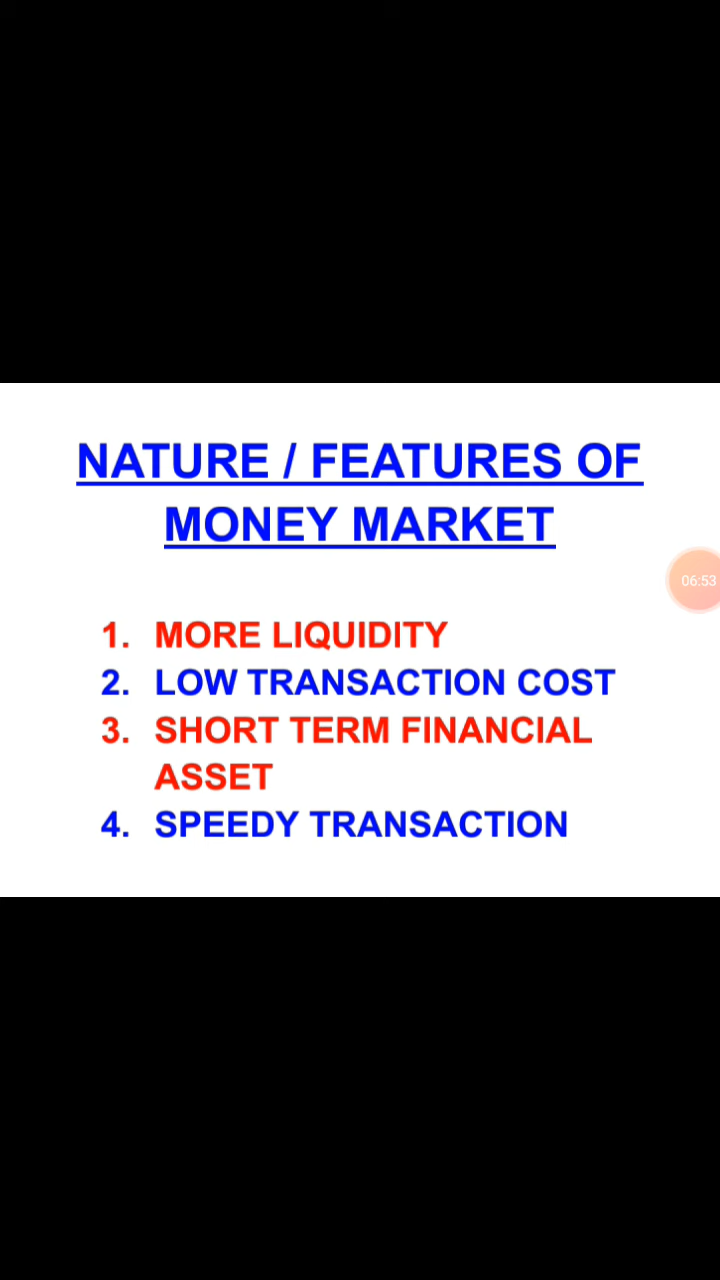 NATURE / FEATURES OF
MONEY MARKET
06:53
1. MORE LIQUIDITY
2. LOW TRANSACTION COST
3. SHORT TERM FINANCIAL
ASSET
4. SPEEDY TRANSACTION